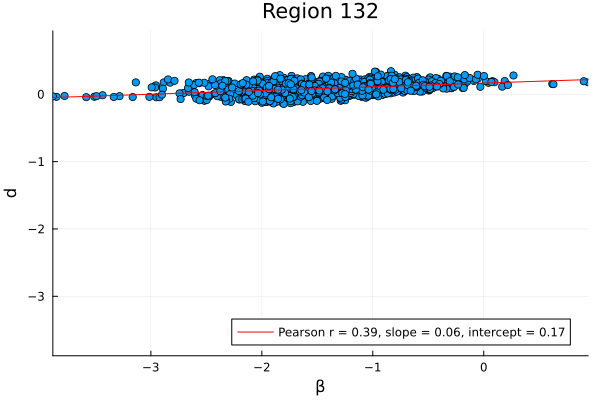 Region 132
d
0
−1
−2
−3
Pearson r = 0.39, slope = 0.06, intercept = 0.17
−3
−2
−1
0
β